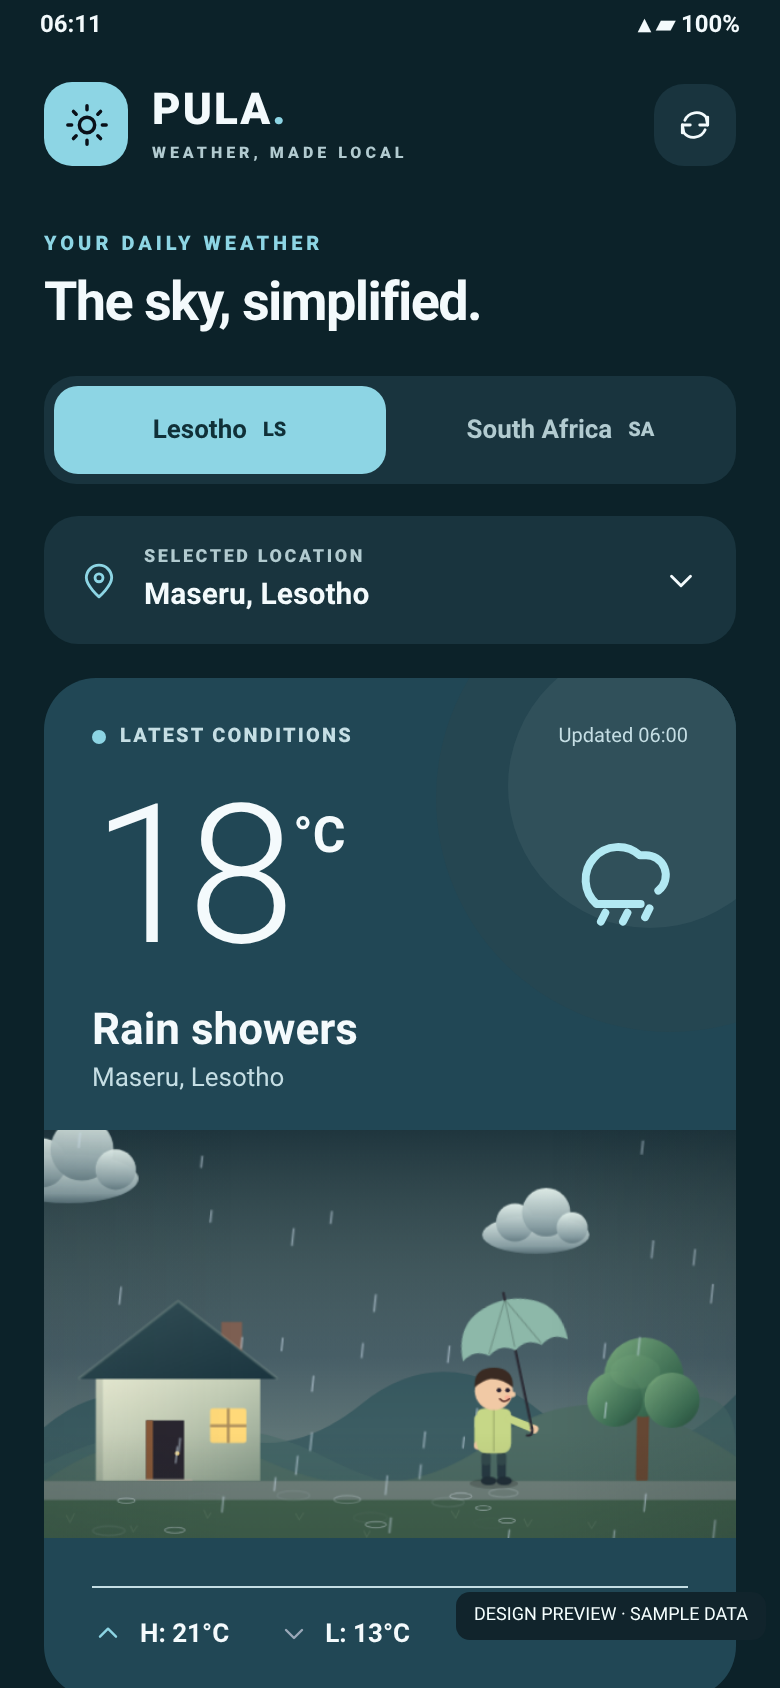 06:11 100%
PULA.
WEATHER, MADE LOCAL
YOUR DAILY WEATHER
The sky, simplified.
Lesotho LS South Africa SA
SELECTED LOCATION
Maseru, Lesotho
LATEST CONDITIONS Updated 06:00
18°C
Rain showers
Maseru, Lesotho
DESIGN PREVIEW · SAMPLE DATA
H: 21°C L: 13°C